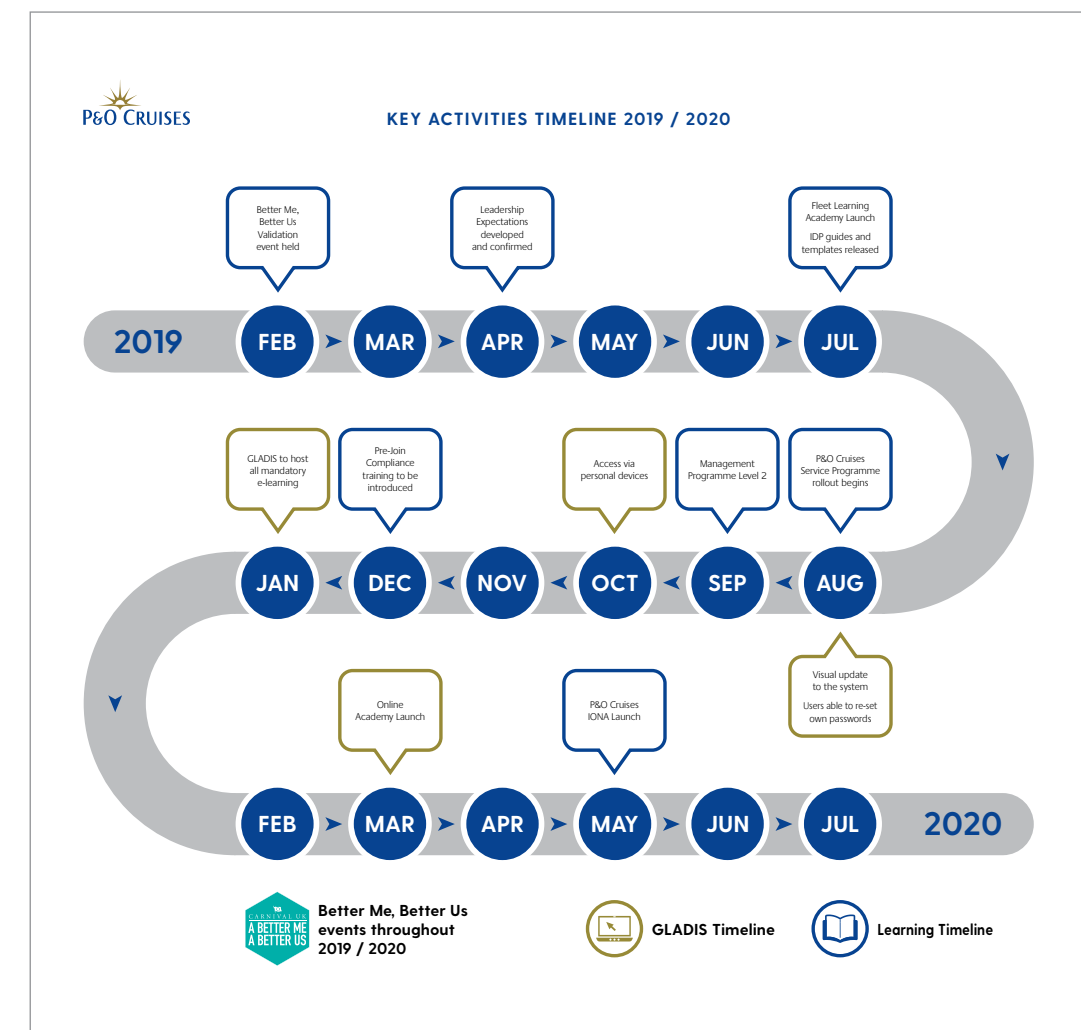 P&O CRUISES
KEY ACTIVITIES TIMELINE 2019 / 2020
Better Me,
Better Us
Validation
event held
Leadership
Expectations
developed
and confirmed
Fleet Learning
Academy Launch
IDP guides and
templates released
2019
FEB
MAR
APR
MAY
JUN
JUL
GLADIS to host
all mandatory
e-learning
Pre-Join
Compliance
training to be
introduced
Access via
personal devices
Management
Programme Level 2
P&O Cruises
Service Programme
rollout begins
JAN
DEC
NOV
OCT
SEP
AUG
Visual update
to the system
Users able to re-set
own passwords
Online
Academy Launch
P&O Cruises
IONA Launch
FEB
MAR
APR
MAY
JUN
JUL
2020
CARNIVAL UK
A BETTER ME
A BETTER US
Better Me, Better Us
events throughout
2019 / 2020
GLADIS Timeline
Learning Timeline